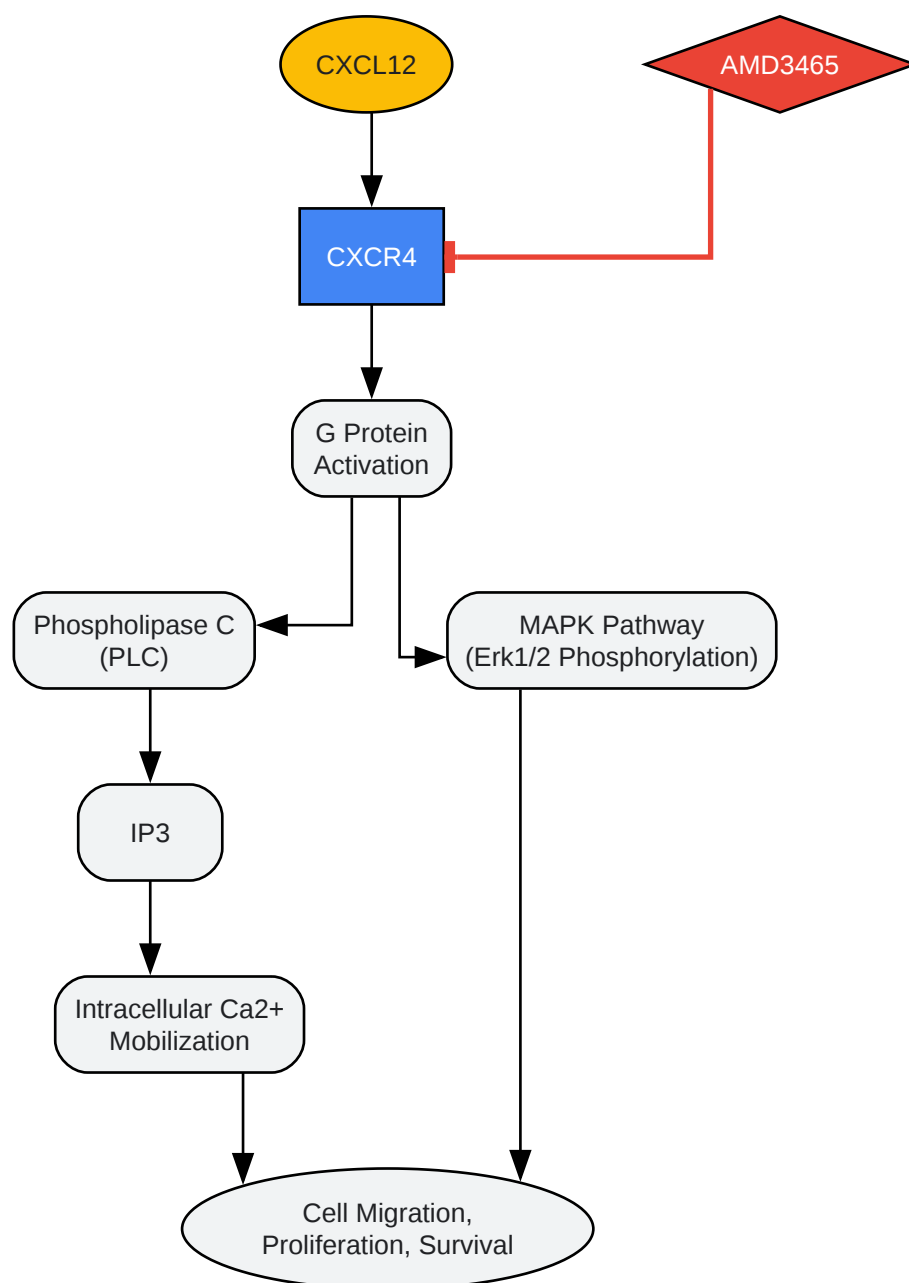 CXCL12
AMD3465
CXCR4
G Protein
Activation
Phospholipase C
(PLC)
MAPK Pathway
(Erk1/2 Phosphorylation)
IP3
Intracellular Ca2+
Mobilization
Cell Migration,
Proliferation, Survival